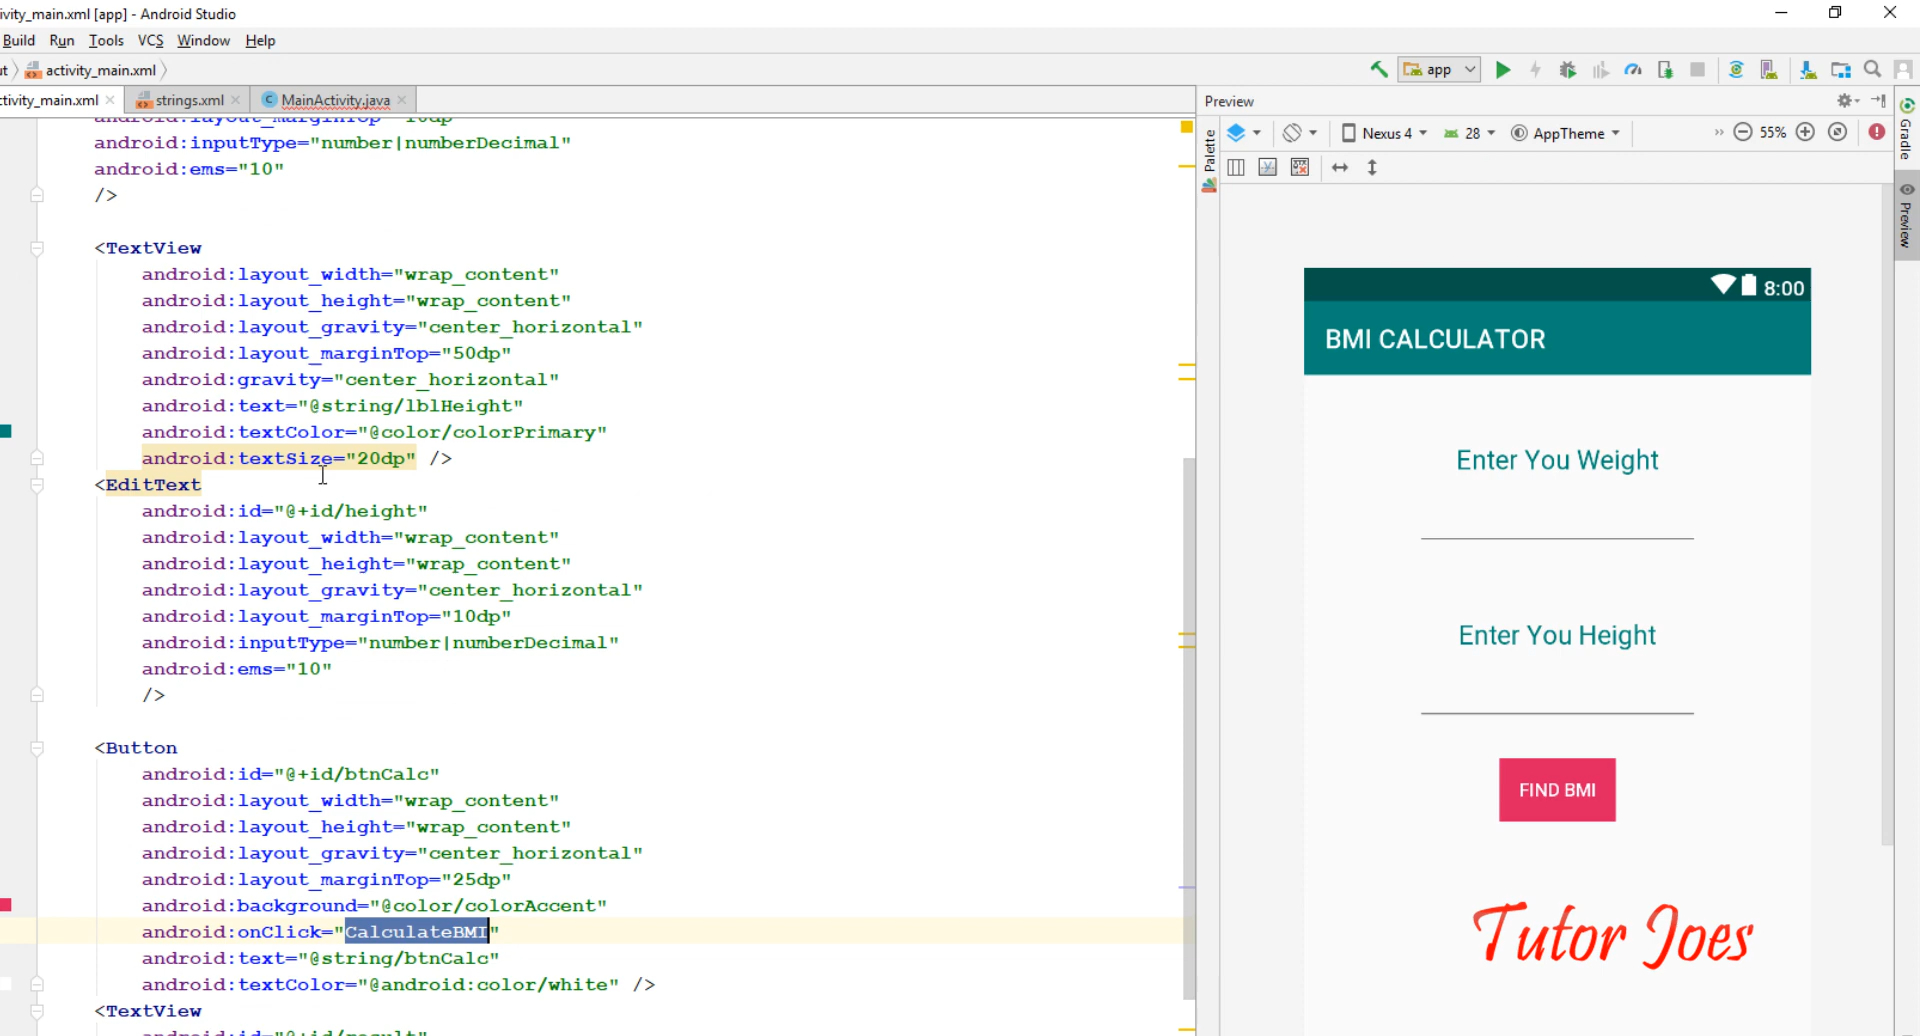 ivity_main.xml [app] - Android Studio
Build Run Tools VCS Window Help
activity_main.xml
app
tivity_main.xml strings.xml MainActivity.java
Preview
Palette
Nexus 4 28 AppTheme 55%
Gradle
Preview
android:layout_marginTop="10dp"
android:inputType="number|numberDecimal"
android:ems="10"
/>
<TextView
android:layout_width="wrap_content"
android:layout_height="wrap_content"
android:layout_gravity="center_horizontal"
android:layout_marginTop="50dp"
android:gravity="center_horizontal"
android:text="@string/lblHeight"
android:textColor="@color/colorPrimary"
android:textSize="20dp" />
<EditText
android:id="@+id/height"
android:layout_width="wrap_content"
android:layout_height="wrap_content"
android:layout_gravity="center_horizontal"
android:layout_marginTop="10dp"
android:inputType="number|numberDecimal"
android:ems="10"
/>
<Button
android:id="@+id/btnCalc"
android:layout_width="wrap_content"
android:layout_height="wrap_content"
android:layout_gravity="center_horizontal"
android:layout_marginTop="25dp"
android:background="@color/colorAccent"
android:onClick="CalculateBMI"
android:text="@string/btnCalc"
android:textColor="@android:color/white" />
<TextView
android:id="@+id/result"
8:00
BMI CALCULATOR
Enter You Weight
Enter You Height
FIND BMI
Tutor Joes